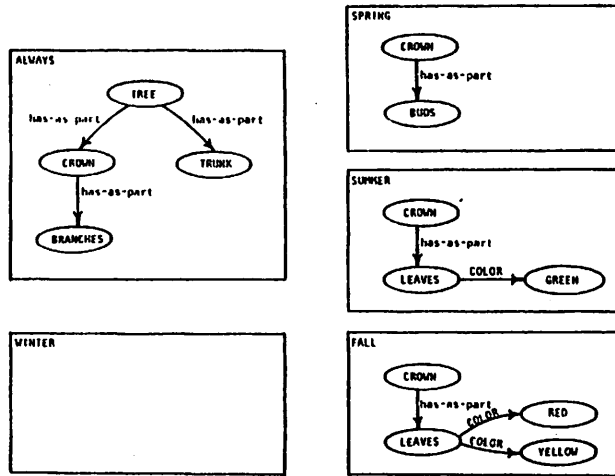 ALWAYS
TREE
has-as-part
has-as-part
CROWN
TRUNK
has-as-part
BRANCHES
SPRING
CROWN
has-as-part
BUDS
SUMMER
CROWN
has-as-part
LEAVES
COLOR
GREEN
WINTER
FALL
CROWN
has-as-part
COLOR
RED
LEAVES
COLOR
YELLOW